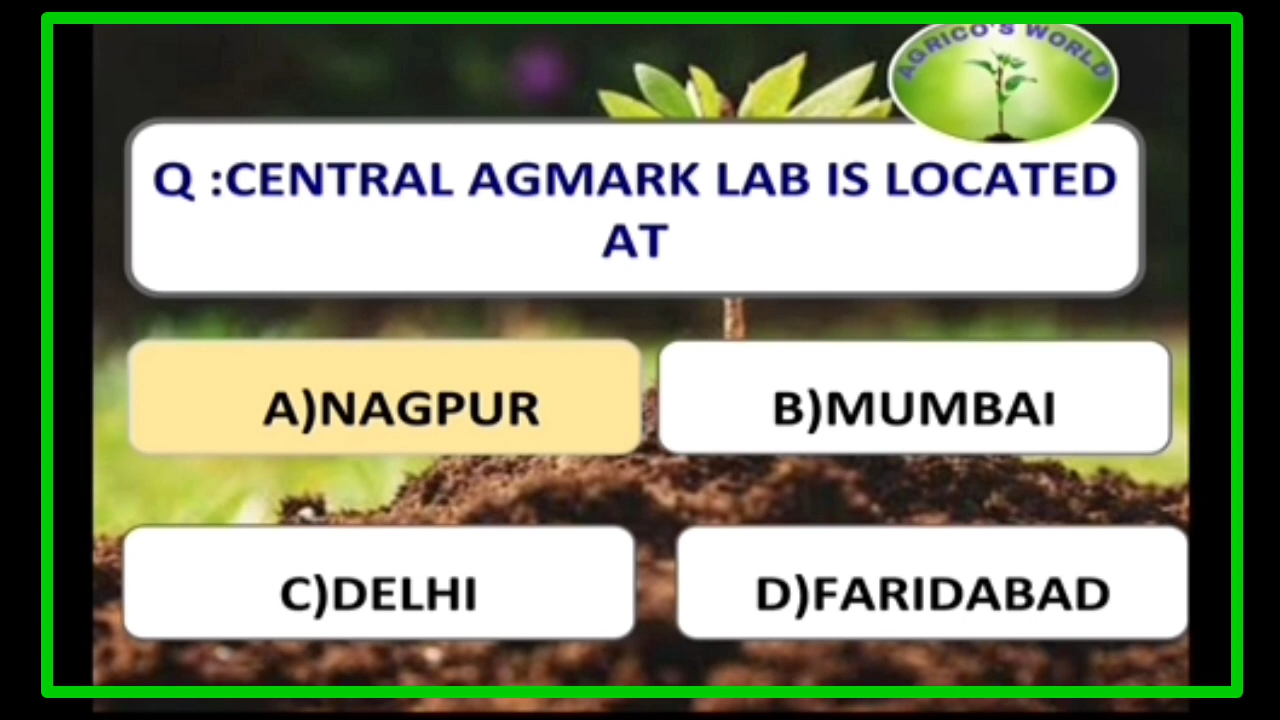 AGRICO'S WORLD
Q :CENTRAL AGMARK LAB IS LOCATED
AT
A)NAGPUR
B)MUMBAI
C)DELHI
D)FARIDABAD